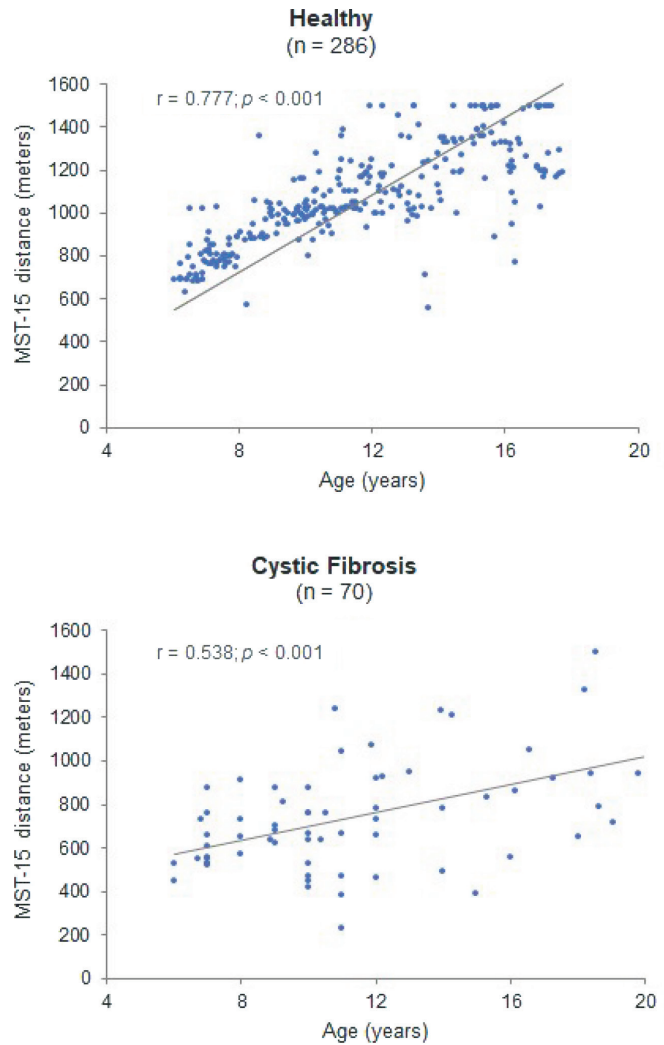 Healthy
(n = 286)
r = 0.777; p < 0.001
MST-15 distance (meters)
1600
1400
1200
1000
800
600
400
200
0
4 8 12 16 20
Age (years)
Cystic Fibrosis
(n = 70)
r = 0.538; p < 0.001
MST-15 distance (meters)
1600
1400
1200
1000
800
600
400
200
0
4 8 12 16 20
Age (years)